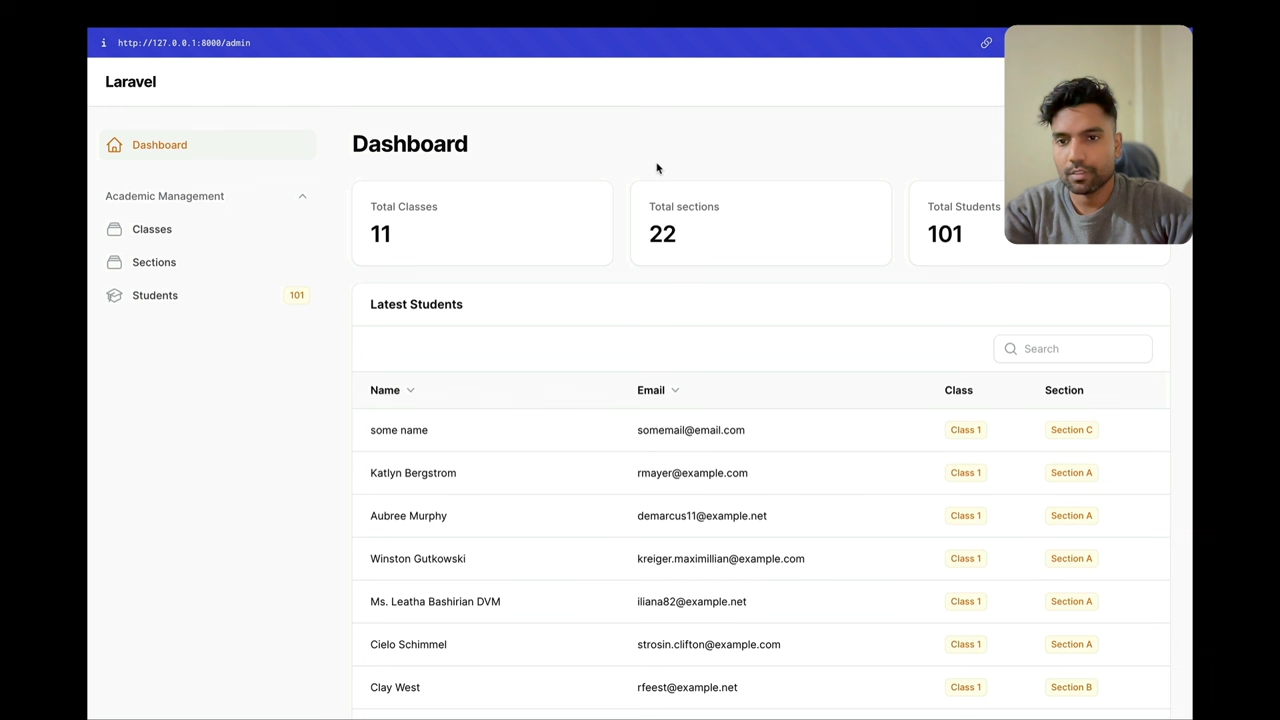 http://127.0.0.1:8000/admin
Laravel
Dashboard
Academic Management
Classes
Sections
Students 101
Dashboard
Total Classes
11
Total sections
22
Total Students
101
Latest Students
Search
Name Email Class Section
some name somemail@email.com Class 1 Section C
Katlyn Bergstrom rmayer@example.com Class 1 Section A
Aubree Murphy demarcus11@example.net Class 1 Section A
Winston Gutkowski kreiger.maximillian@example.com Class 1 Section A
Ms. Leatha Bashirian DVM iliana82@example.net Class 1 Section A
Cielo Schimmel strosin.clifton@example.com Class 1 Section A
Clay West rfeest@example.net Class 1 Section B